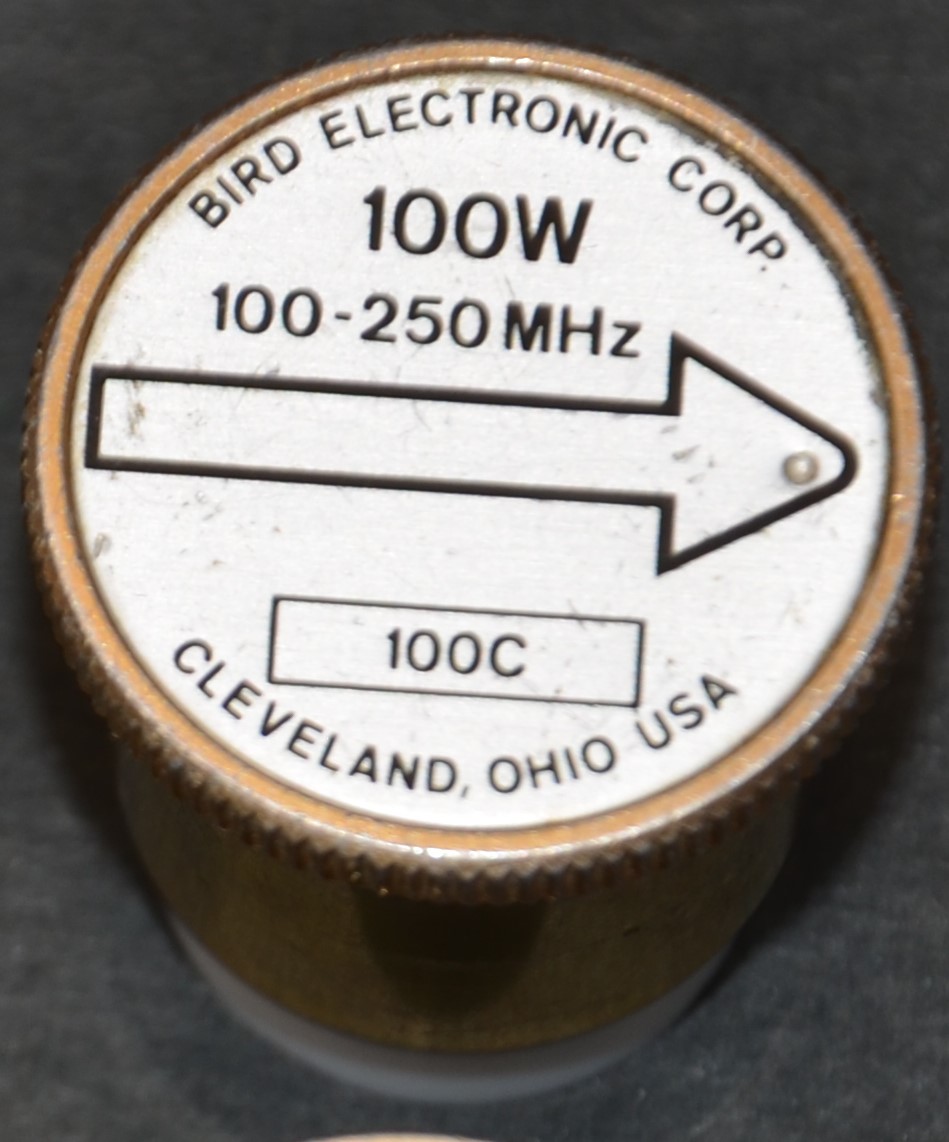 BIRD ELECTRONIC CORP.
100W
100-250 MHz
100C
CLEVELAND, OHIO USA